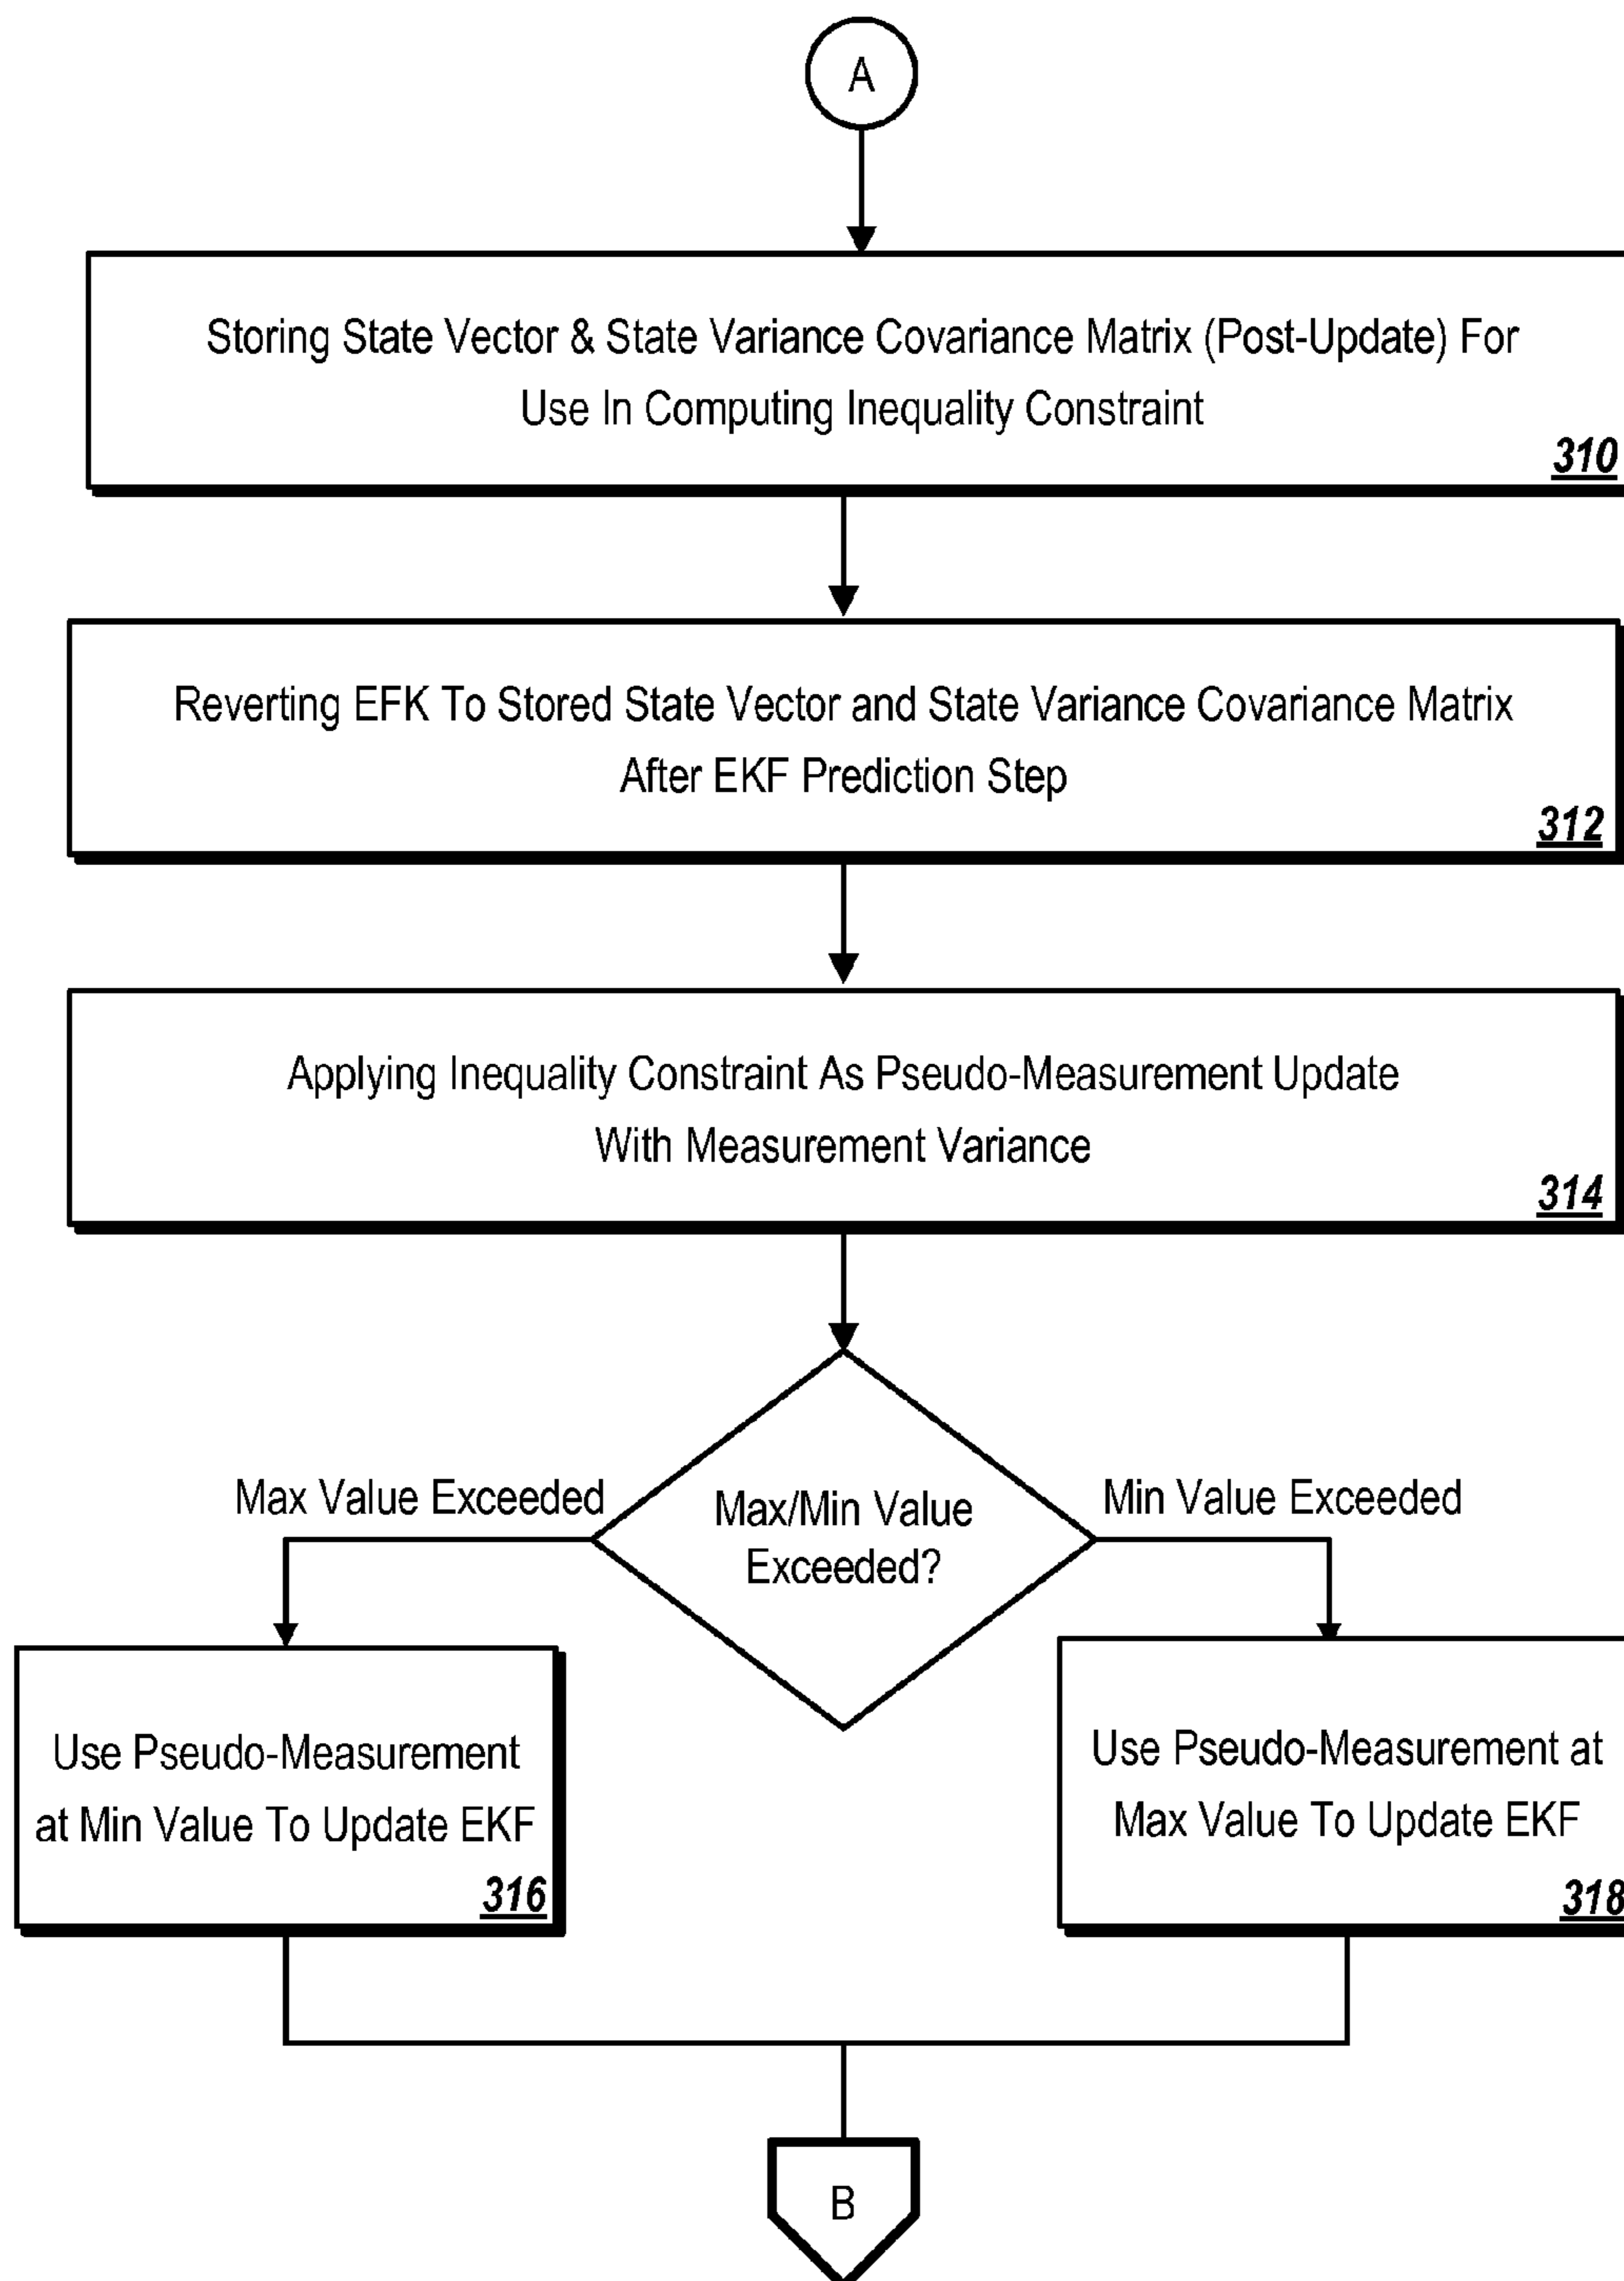 A
Storing State Vector & State Variance Covariance Matrix (Post-Update) For
Use In Computing Inequality Constraint
310
Reverting EFK To Stored State Vector and State Variance Covariance Matrix
After EKF Prediction Step
312
Applying Inequality Constraint As Pseudo-Measurement Update
With Measurement Variance
314
Max Value Exceeded
Max/Min Value
Exceeded?
Min Value Exceeded
Use Pseudo-Measurement
at Min Value To Update EKF
316
Use Pseudo-Measurement at
Max Value To Update EKF
318
B